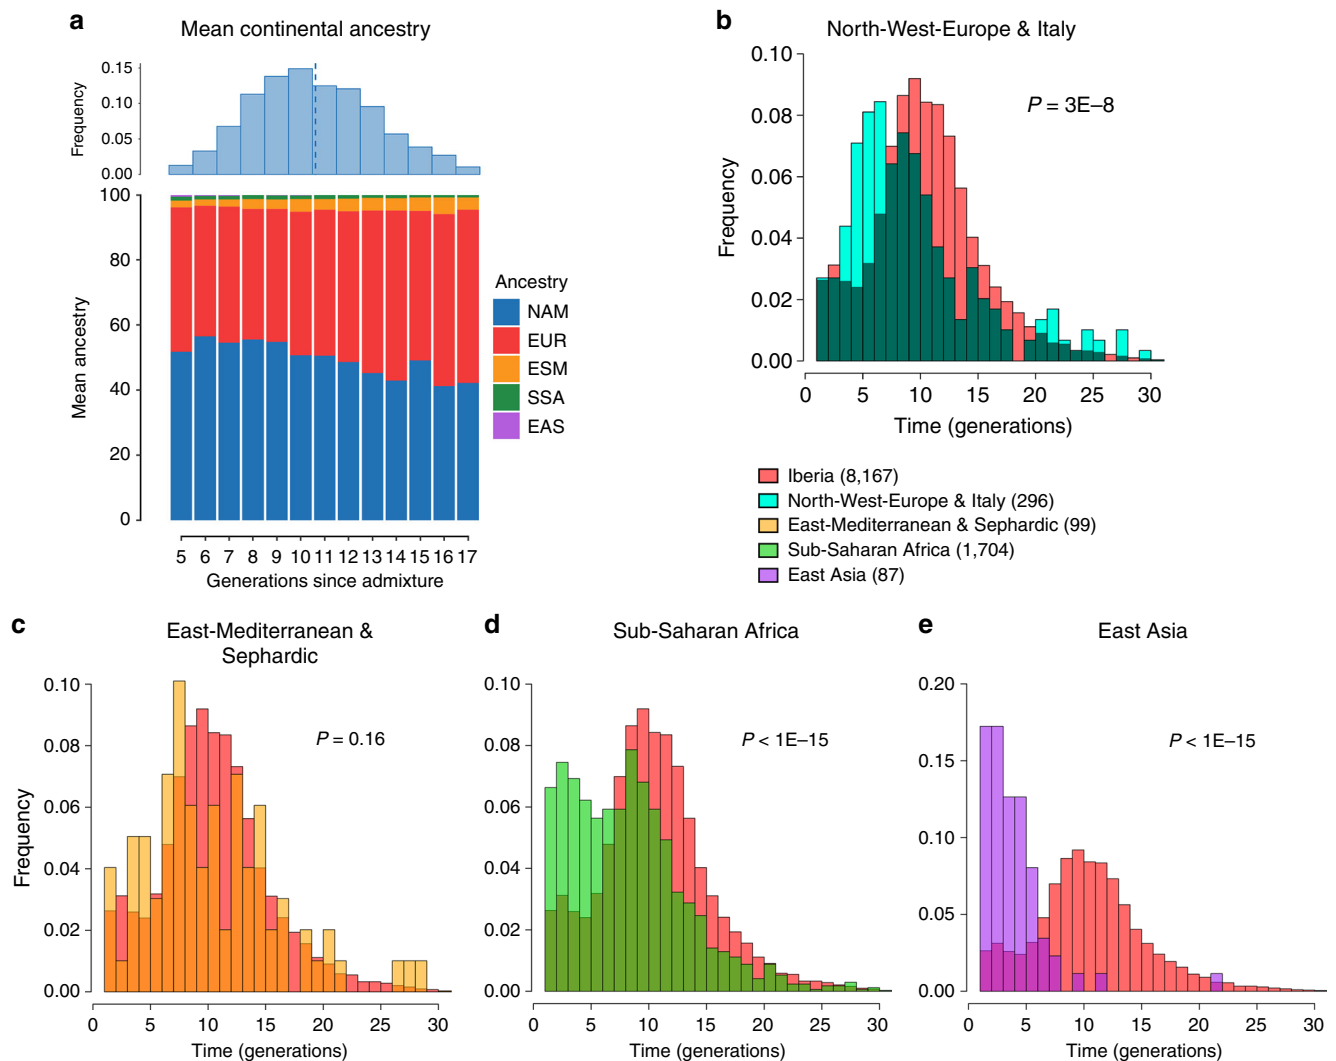 a
Mean continental ancestry
Frequency
0.15
0.10
0.05
0.00
Mean ancestry
100
80
60
40
20
0
5 6 7 8 9 10 11 12 13 14 15 16 17
Generations since admixture
Ancestry
NAM
EUR
ESM
SSA
EAS
b
North-West-Europe & Italy
P = 3E–8
Frequency
0.10
0.08
0.06
0.04
0.02
0.00
0 5 10 15 20 25 30
Time (generations)
Iberia (8,167)
North-West-Europe & Italy (296)
East-Mediterranean & Sephardic (99)
Sub-Saharan Africa (1,704)
East Asia (87)
c
East-Mediterranean &
Sephardic
P = 0.16
Frequency
0.10
0.08
0.06
0.04
0.02
0.00
0 5 10 15 20 25 30
Time (generations)
d
Sub-Saharan Africa
P < 1E–15
0.10
0.08
0.06
0.04
0.02
0.00
0 5 10 15 20 25 30
Time (generations)
e
East Asia
P < 1E–15
0.20
0.15
0.10
0.05
0.00
0 5 10 15 20 25 30
Time (generations)